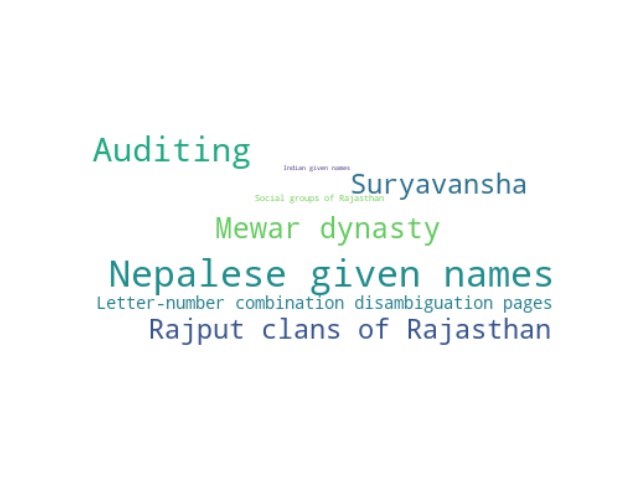 Auditing
Indian given names
Suryavansha
Social groups of Rajasthan
Mewar dynasty
Nepalese given names
Letter-number combination disambiguation pages
Rajput clans of Rajasthan